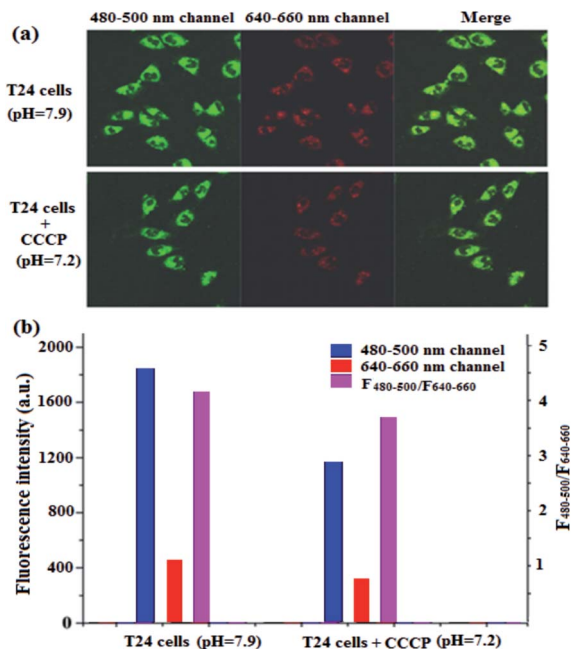 (a)
480-500 nm channel 640-660 nm channel Merge
T24 cells
(pH=7.9)
T24 cells
+
CCCP
(pH=7.2)
(b)
480-500 nm channel
640-660 nm channel
F480-500/F640-660
Fluorescence intensity (a.u.)
2000
1600
1200
800
400
0
5
4
3
2
1
F480-500/F640-660
T24 cells (pH=7.9) T24 cells + CCCP (pH=7.2)